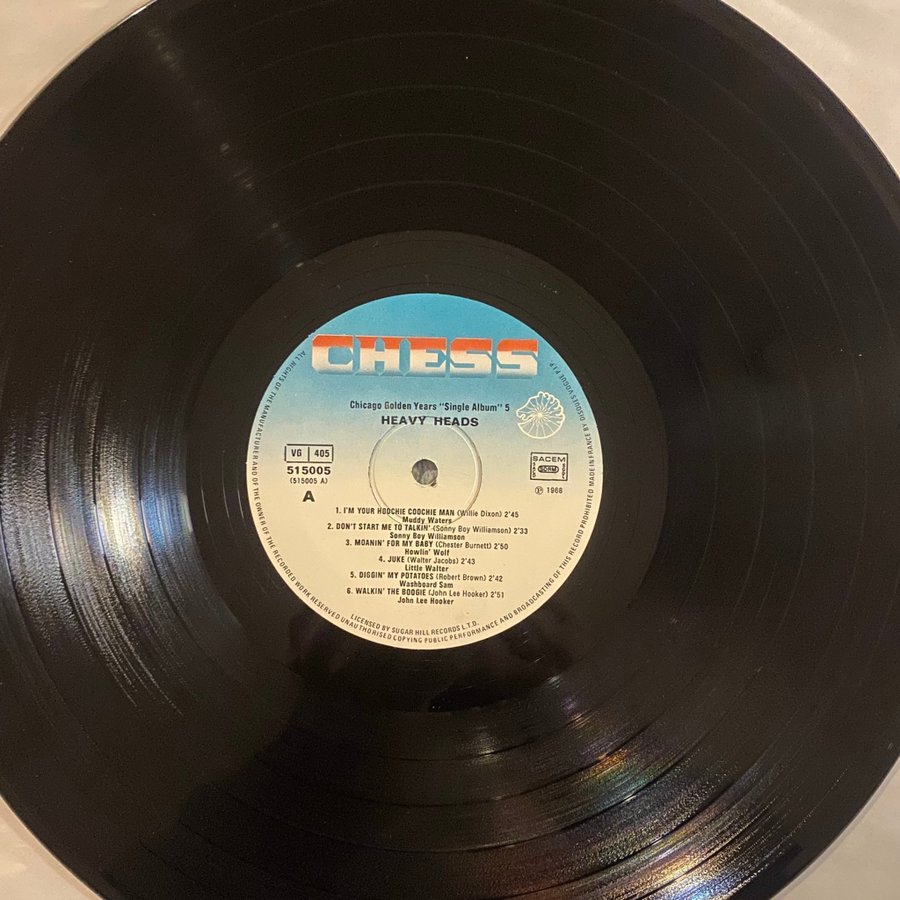 CHESS
Chicago Golden Years "Single Album" 5
HEAVY HEADS
VG 405
515005
(515005 A)
A
SACEM
SDRM
℗ 1968
1. I'M YOUR HOOCHIE COOCHIE MAN (Willie Dixon) 2'45
Muddy Waters
2. DON'T START ME TO TALKIN' (Sonny Boy Williamson) 2'33
Sonny Boy Williamson
3. MOANIN' FOR MY BABY (Chester Burnett) 2'50
Howlin' Wolf
4. JUKE (Walter Jacobs) 2'43
Little Walter
5. DIGGIN' MY POTATOES (Robert Brown) 2'42
Washboard Sam
6. WALKIN' THE BOOGIE (John Lee Hooker) 2'51
John Lee Hooker
LICENSED BY SUGAR HILL RECORDS L.T.D.
ALL RIGHTS OF THE MANUFACTURER AND OF THE OWNER OF THE RECORDED WORK RESERVED UNAUTHORISED COPYING PUBLIC PERFORMANCE AND BROADCASTING OF THIS RECORD PROHIBITED MADE IN FRANCE BY DISQUES VOGUE P.I.P.